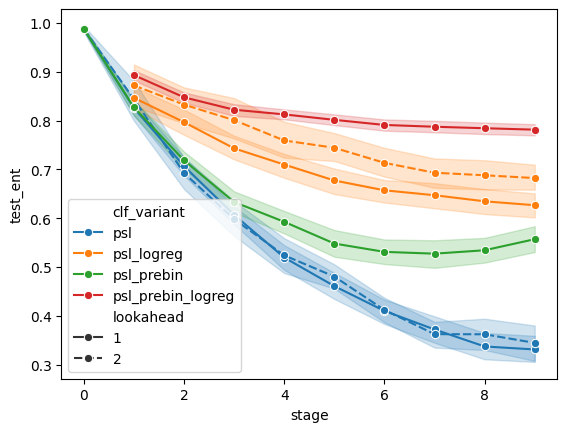 1.0
0.9
0.8
0.7
0.6
0.5
0.4
0.3
test_ent
clf_variant
psl
psl_logreg
psl_prebin
psl_prebin_logreg
lookahead
1
2
0 2 4 6 8
stage